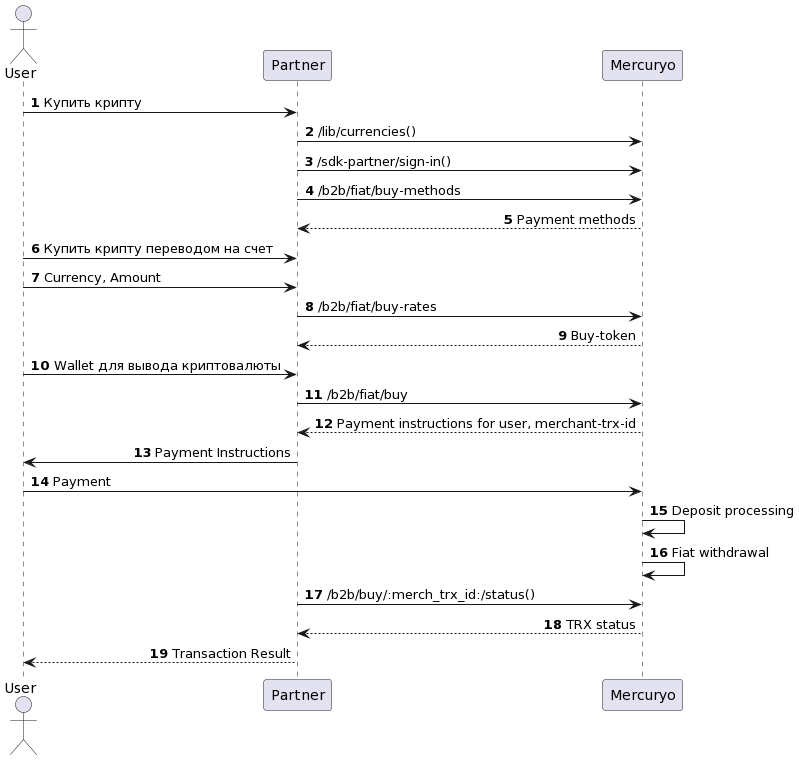 User
Partner
Mercuryo
1 Купить крипту
2 /lib/currencies()
3 /sdk-partner/sign-in()
4 /b2b/fiat/buy-methods
5 Payment methods
6 Купить крипту переводом на счет
7 Currency, Amount
8 /b2b/fiat/buy-rates
9 Buy-token
10 Wallet для вывода криптовалюты
11 /b2b/fiat/buy
12 Payment instructions for user, merchant-trx-id
13 Payment Instructions
14 Payment
15 Deposit processing
16 Fiat withdrawal
17 /b2b/buy/:merch_trx_id:/status()
18 TRX status
19 Transaction Result
User
Partner
Mercuryo